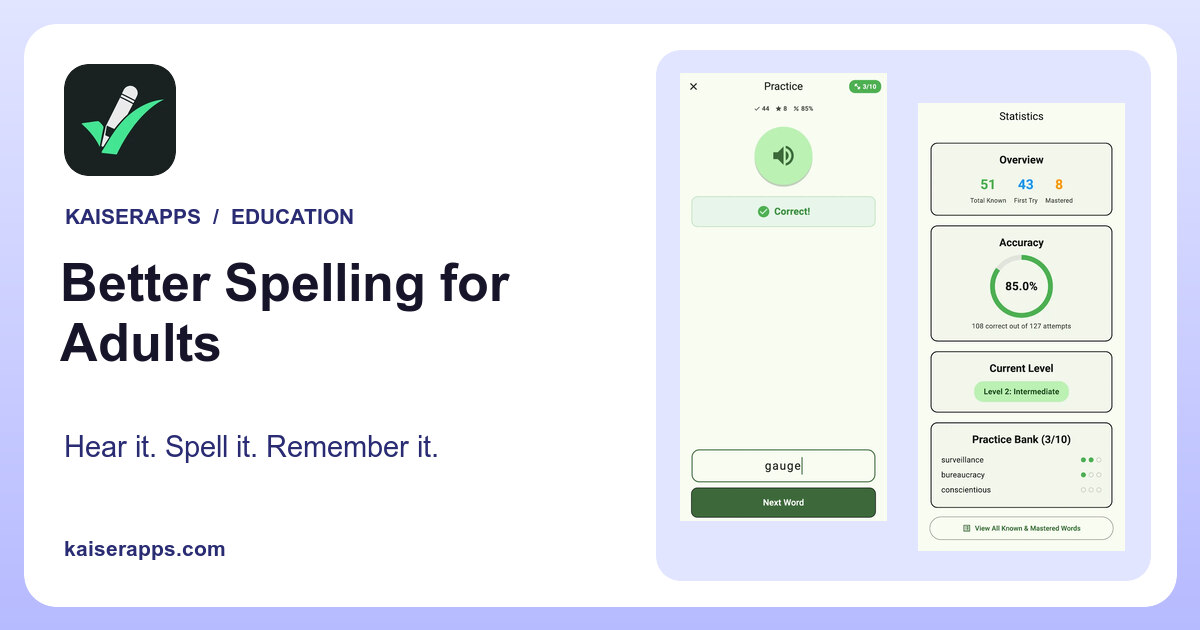 KAISERAPPS / EDUCATION
Better Spelling for
Adults
Hear it. Spell it. Remember it.
kaiserapps.com
Practice
3/10
44 8 85%
Correct!
gauge
Next Word
Statistics
Overview
51 43 8
Total Known First Try Mastered
Accuracy
85.0%
108 correct out of 127 attempts
Current Level
Level 2: Intermediate
Practice Bank (3/10)
surveillance
bureaucracy
conscientious
View All Known & Mastered Words